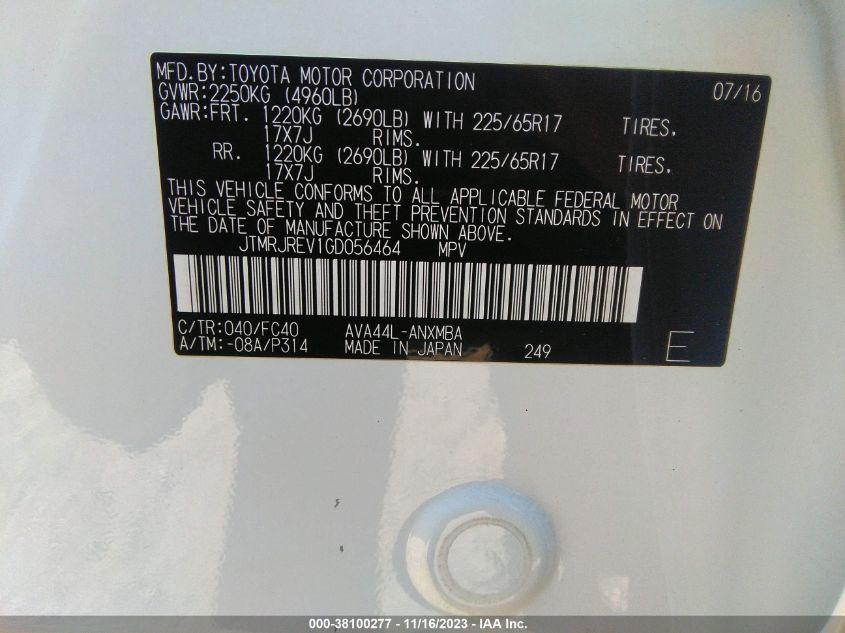 MFD.BY:TOYOTA MOTOR CORPORATION 07/16
GVWR:2250KG (4960LB)
GAWR:FRT. 1220KG (2690LB) WITH 225/65R17 TIRES,
17X7J RIMS.
RR. 1220KG (2690LB) WITH 225/65R17 TIRES,
17X7J RIMS.
THIS VEHICLE CONFORMS TO ALL APPLICABLE FEDERAL MOTOR
VEHICLE SAFETY AND THEFT PREVENTION STANDARDS IN EFFECT ON
THE DATE OF MANUFACTURE SHOWN ABOVE.
JTMRJREV1GD056464 MPV
C/TR:040/FC40 AVA44L-ANXMBA
A/TM:-08A/P314 MADE IN JAPAN 249 E
000-38100277 - 11/16/2023 - IAA Inc.